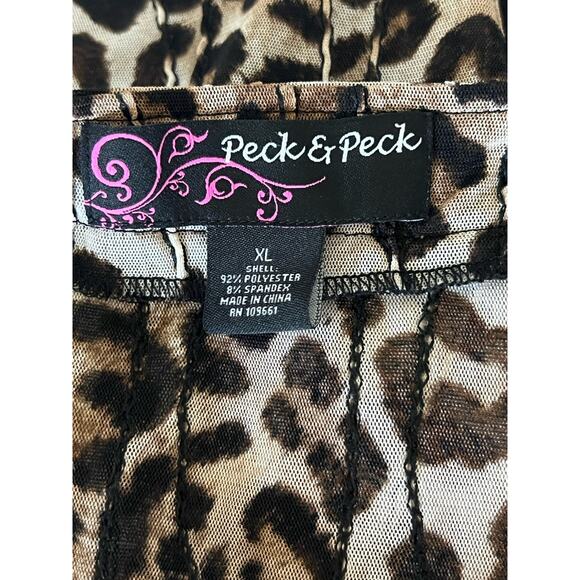 Peck & Peck
XL
SHELL:
92% POLYESTER
8% SPANDEX
MADE IN CHINA
RN 109661